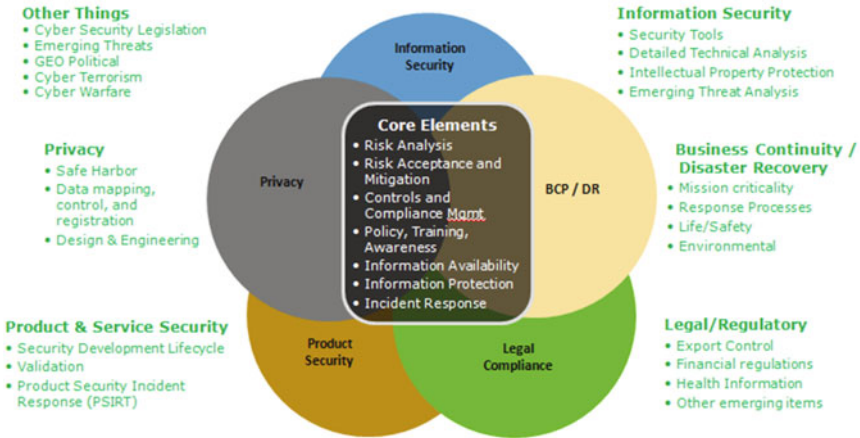 Other Things
• Cyber Security Legislation
• Emerging Threats
• GEO Political
• Cyber Terrorism
• Cyber Warfare
Information Security
• Security Tools
• Detailed Technical Analysis
• Intellectual Property Protection
• Emerging Threat Analysis
Information
Security
Privacy
• Safe Harbor
• Data mapping,
control, and
registration
• Design & Engineering
Privacy
Core Elements
• Risk Analysis
• Risk Acceptance and
Mitigation
• Controls and
Compliance Mgmt
• Policy, Training,
Awareness
• Information Availability
• Information Protection
• Incident Response
BCP / DR
Business Continuity /
Disaster Recovery
• Mission criticality
• Response Processes
• Life/Safety
• Environmental
Product & Service Security
• Security Development Lifecycle
• Validation
• Product Security Incident
Response (PSIRT)
Product
Security
Legal
Compliance
Legal/Regulatory
• Export Control
• Financial regulations
• Health Information
• Other emerging items